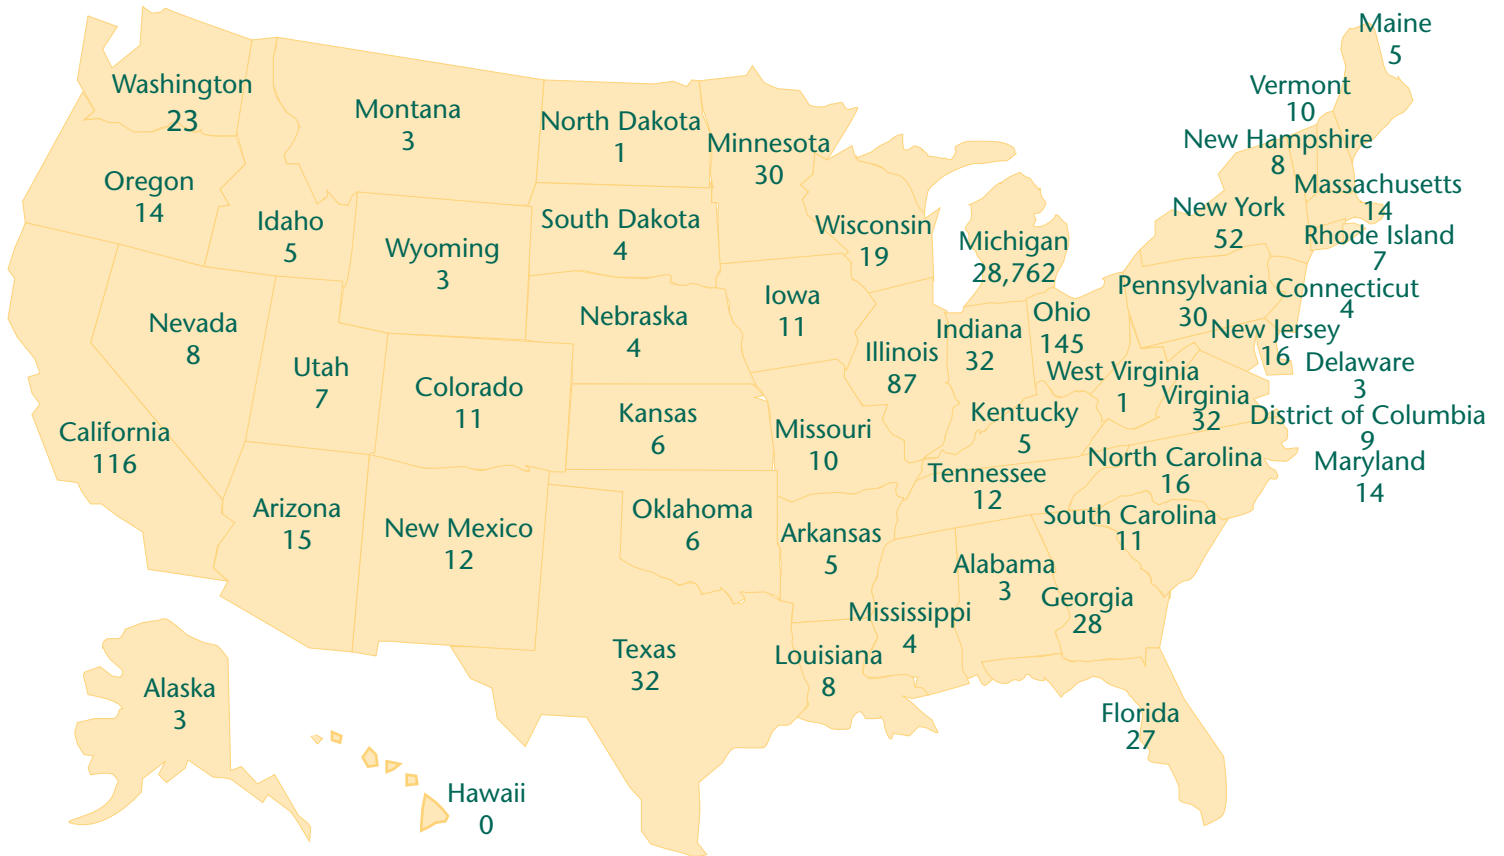 Maine
5
Washington
23
Vermont
10
Montana
3
North Dakota
1
Minnesota
30
New Hampshire
8
Oregon
14
Massachusetts
14
Idaho
5
South Dakota
4
Wisconsin
19
New York
52
Rhode Island
7
Wyoming
3
Michigan
28,762
Pennsylvania
30
Connecticut
4
Iowa
11
Nevada
8
Nebraska
4
Ohio
145
Indiana
32
New Jersey
16
Illinois
87
Utah
7
Delaware
3
West Virginia
1
Colorado
11
Virginia
32
Kansas
6
Kentucky
5
District of Columbia
9
California
116
Missouri
10
North Carolina
16
Maryland
14
Tennessee
12
Arizona
15
Oklahoma
6
South Carolina
11
New Mexico
12
Arkansas
5
Alabama
3
Georgia
28
Mississippi
4
Texas
32
Louisiana
8
Alaska
3
Florida
27
Hawaii
0